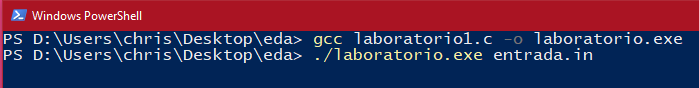 Windows PowerShell
PS D:\Users\chris\Desktop\eda> gcc laboratorio1.c -o laboratorio.exe
PS D:\Users\chris\Desktop\eda> ./laboratorio.exe entrada.in